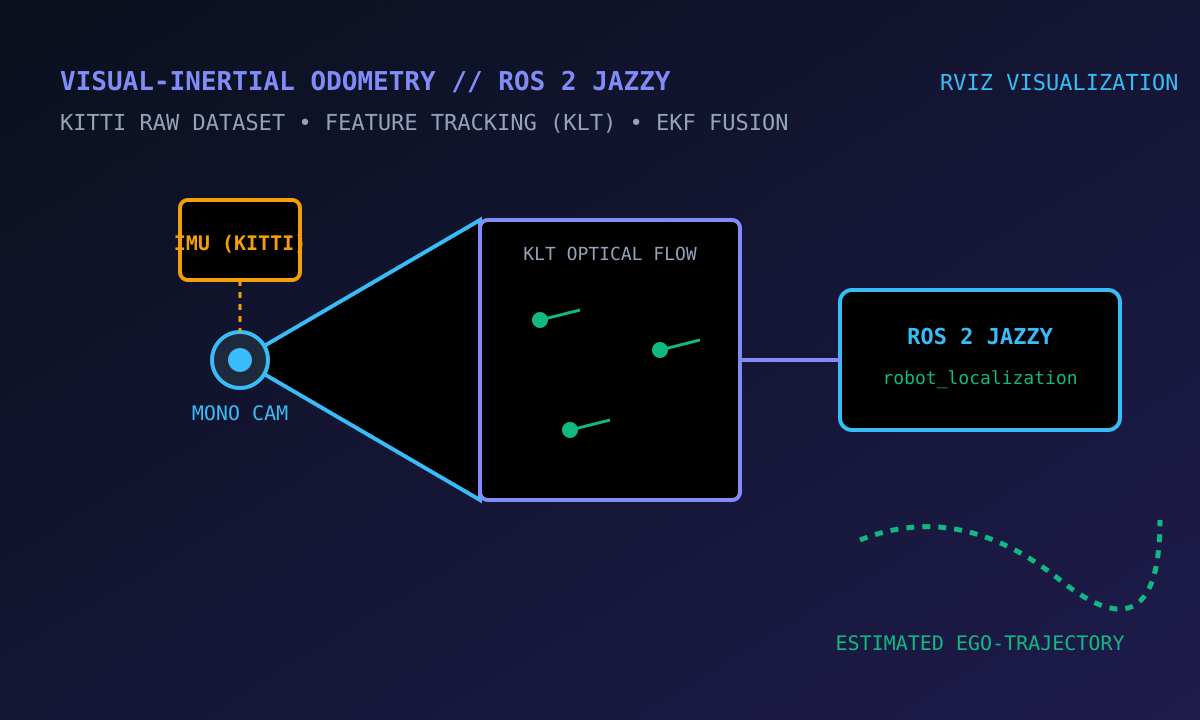 VISUAL-INERTIAL ODOMETRY // ROS 2 JAZZY
RVIZ VISUALIZATION
KITTI RAW DATASET • FEATURE TRACKING (KLT) • EKF FUSION
IMU (KITTI)
KLT OPTICAL FLOW
ROS 2 JAZZY
robot_localization
MONO CAM
ESTIMATED EGO-TRAJECTORY